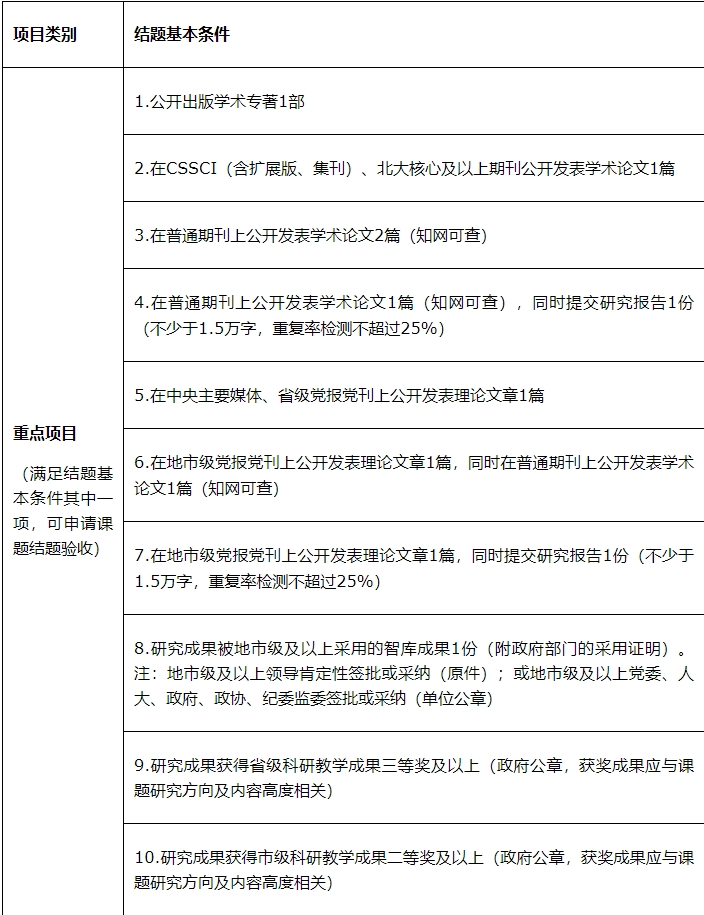 项目类别
结题基本条件
重点项目
（满足结题基
本条件其中一
项，可申请课
题结题验收）
1.公开出版学术专著1部
2.在CSSCI（含扩展版、集刊）、北大核心及以上期刊公开发表学术论文1篇
3.在普通期刊上公开发表学术论文2篇（知网可查）
4.在普通期刊上公开发表学术论文1篇（知网可查），同时提交研究报告1份
（不少于1.5万字，重复率检测不超过25%）
5.在中央主要媒体、省级党报党刊上公开发表理论文章1篇
6.在地市级党报党刊上公开发表理论文章1篇，同时在普通期刊上公开发表学术
论文1篇（知网可查）
7.在地市级党报党刊上公开发表理论文章1篇，同时提交研究报告1份（不少于
1.5万字，重复率检测不超过25%）
8.研究成果被地市级及以上采用的智库成果1份（附政府部门的采用证明）。
注：地市级及以上领导肯定性签批或采纳（原件）；或地市级及以上党委、人
大、政府、政协、纪委监委签批或采纳（单位公章）
9.研究成果获得省级科研教学成果三等奖及以上（政府公章，获奖成果应与课
题研究方向及内容高度相关）
10.研究成果获得市级科研教学成果二等奖及以上（政府公章，获奖成果应与课
题研究方向及内容高度相关）